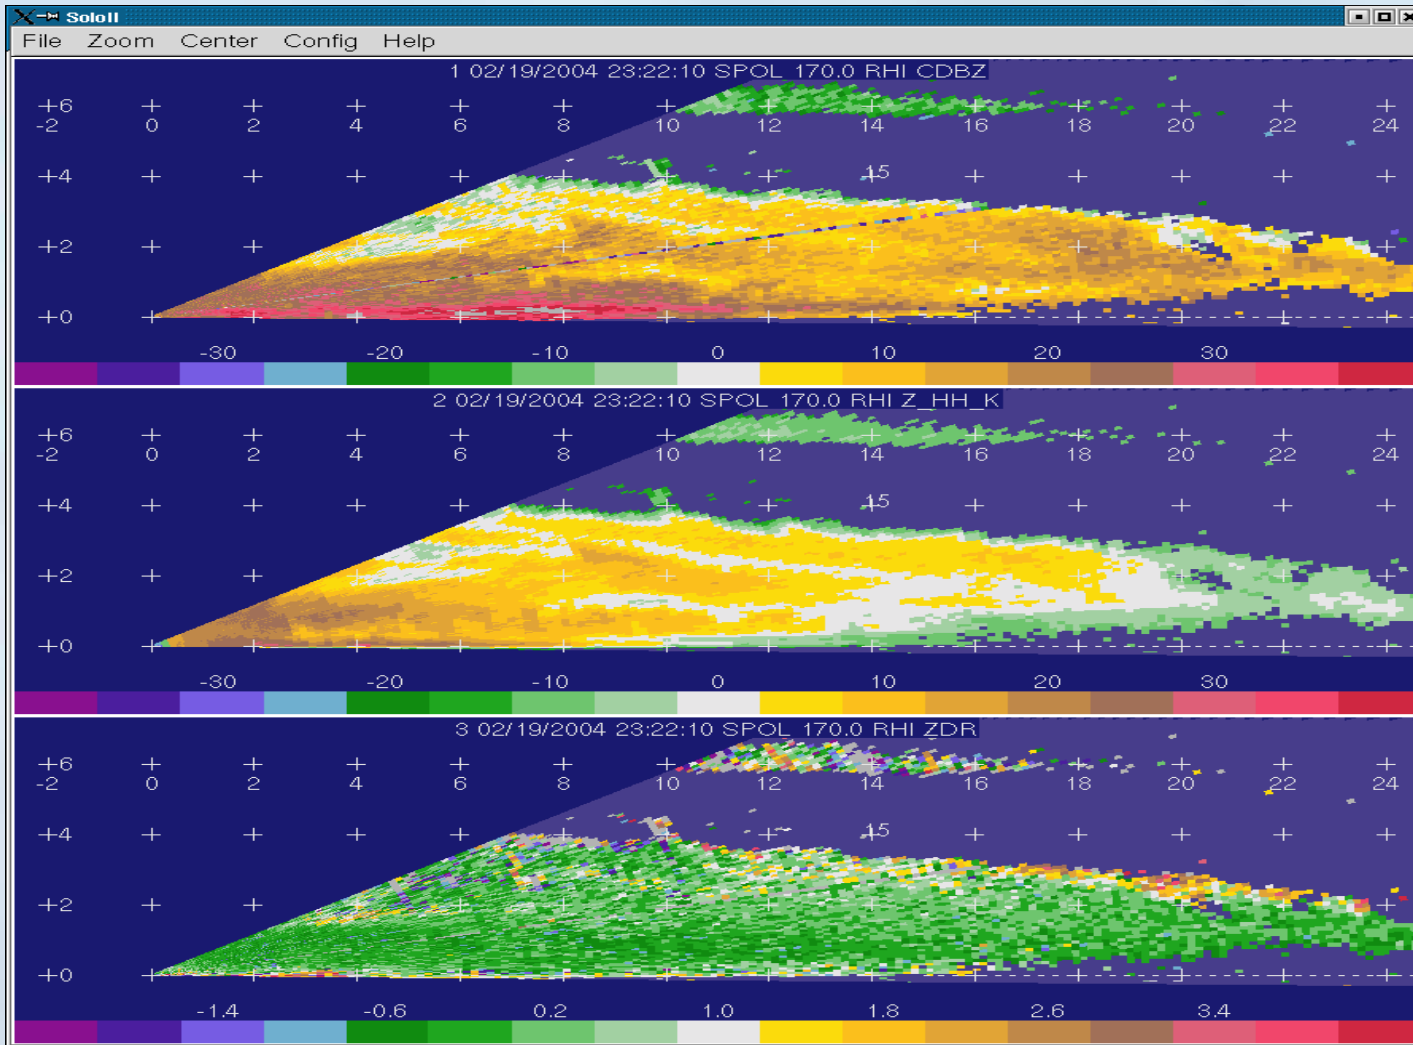 SoloII
File Zoom Center Config Help
1 02/19/2004 23:22:10 SPOL 170.0 RHI CDBZ
+6
-2 0 2 4 6 8 10 12 14 16 18 20 22 24
+4 15
+2
+0
-30 -20 -10 0 10 20 30
2 02/19/2004 23:22:10 SPOL 170.0 RHI Z_HH_K
+6
-2 0 2 4 6 8 10 12 14 16 18 20 22 24
+4 15
+2
+0
-30 -20 -10 0 10 20 30
3 02/19/2004 23:22:10 SPOL 170.0 RHI ZDR
+6
-2 0 2 4 6 8 10 12 14 16 18 20 22 24
+4 15
+2
+0
-1.4 -0.6 0.2 1.0 1.8 2.6 3.4